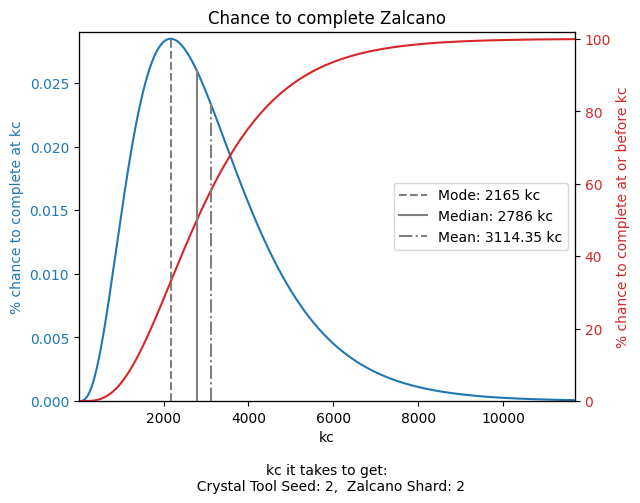 Chance to complete Zalcano
% chance to complete at kc
0.025
0.020
0.015
0.010
0.005
0.000
100
80
60
40
20
0
% chance to complete at or before kc
Mode: 2165 kc
Median: 2786 kc
Mean: 3114.35 kc
2000 4000 6000 8000 10000
kc
kc it takes to get:
Crystal Tool Seed: 2, Zalcano Shard: 2